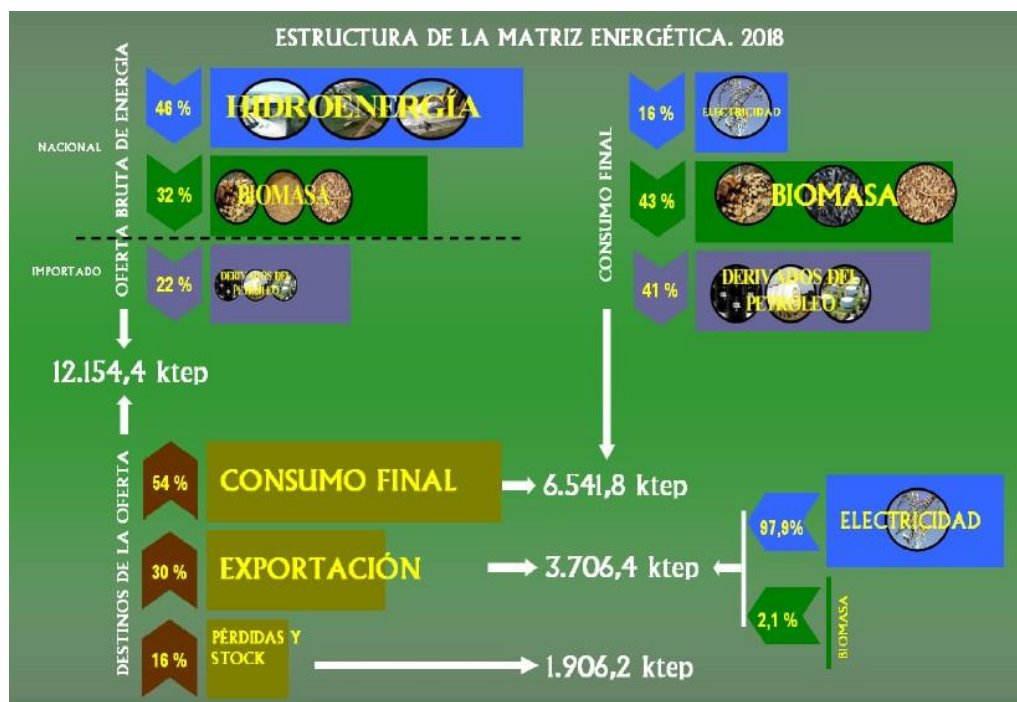 ESTRUCTURA DE LA MATRIZ ENERGÉTICA. 2018
OFERTA BRUTA DE ENERGIA
NACIONAL
46 %
HIDROENERGÍA
32 %
BIOMASA
IMPORTADO
22 %
DERIVADOS DEL
PETRÓLEO
12.154,4 ktep
CONSUMO FINAL
16 %
ELECTRICIDAD
43 %
BIOMASA
41 %
DERIVADOS DEL
PETRÓLEO
DESTINOS DE LA OFERTA
54 %
CONSUMO FINAL
6.541,8 ktep
30 %
EXPORTACIÓN
3.706,4 ktep
97,9%
ELECTRICIDAD
2,1 %
BIOMASA
16 %
PÉRDIDAS Y
STOCK
1.906,2 ktep